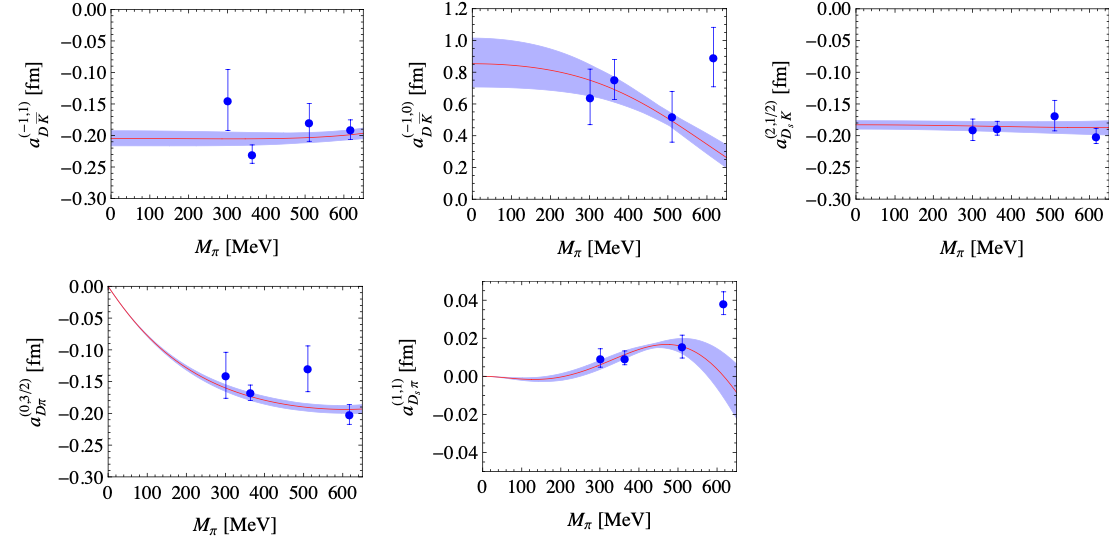 0.00
−0.05
−0.10
−0.15
−0.20
−0.25
−0.30
a_{D K̅}^{(−1,1)} [fm]
0 100 200 300 400 500 600
M_π [MeV]
1.2
1.0
0.8
0.6
0.4
0.2
0.0
a_{D K̅}^{(−1,0)} [fm]
0 100 200 300 400 500 600
M_π [MeV]
0.00
−0.05
−0.10
−0.15
−0.20
−0.25
−0.30
a_{D_s K}^{(2,1/2)} [fm]
0 100 200 300 400 500 600
M_π [MeV]
0.00
−0.05
−0.10
−0.15
−0.20
−0.25
−0.30
a_{Dπ}^{(0,3/2)} [fm]
0 100 200 300 400 500 600
M_π [MeV]
0.04
0.02
0.00
−0.02
−0.04
a_{D_s π}^{(1,1)} [fm]
0 100 200 300 400 500 600
M_π [MeV]